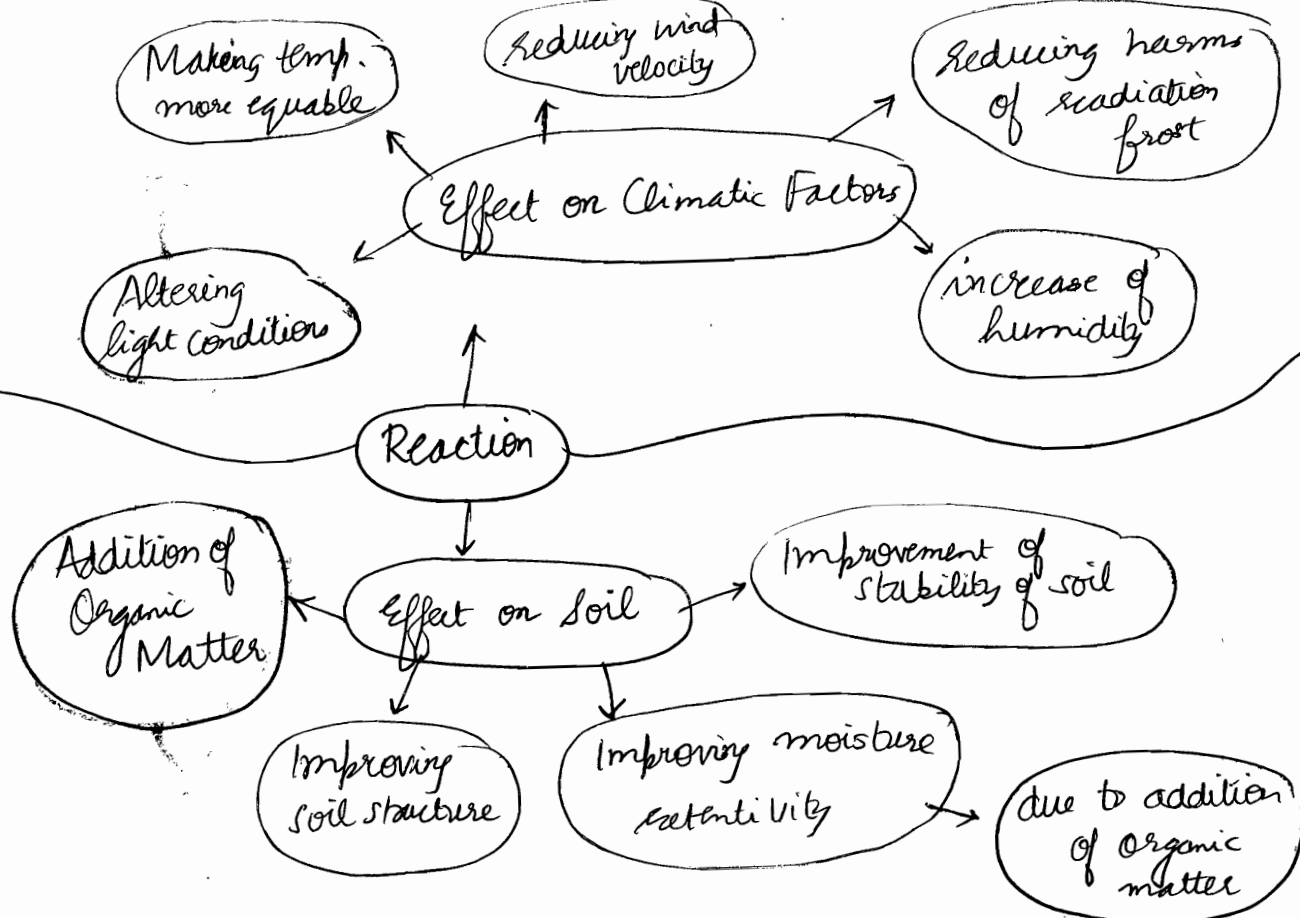 Making temp.
more equable
reducing wind
velocity
reducing harms
of radiation
frost
Effect on Climatic Factors
Altering
light conditions
increase of
humidity
Reaction
Addition of
Organic
Matter
Effect on Soil
Improvement of
stability of soil
Improving
soil structure
Improving moisture
retentivity
due to addition
of organic
matter